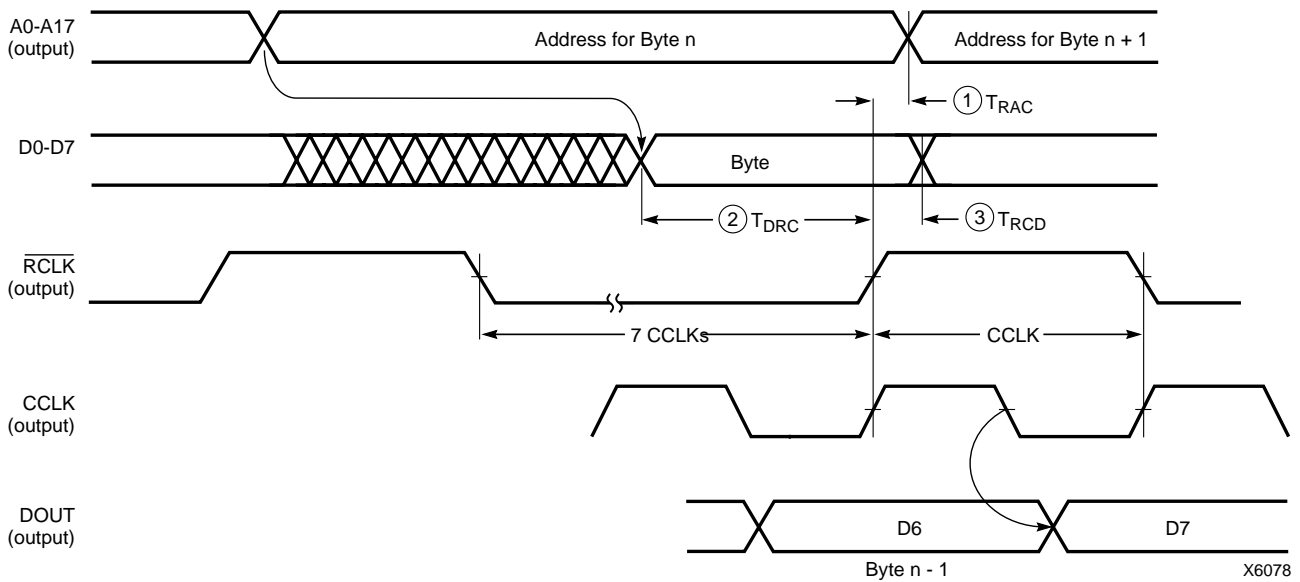 A0-A17
(output)
Address for Byte n
Address for Byte n + 1
1 TRAC
D0-D7
Byte
2 TDRC
3 TRCD
RCLK
(output)
7 CCLKs
CCLK
CCLK
(output)
DOUT
(output)
D6
D7
Byte n - 1
X6078